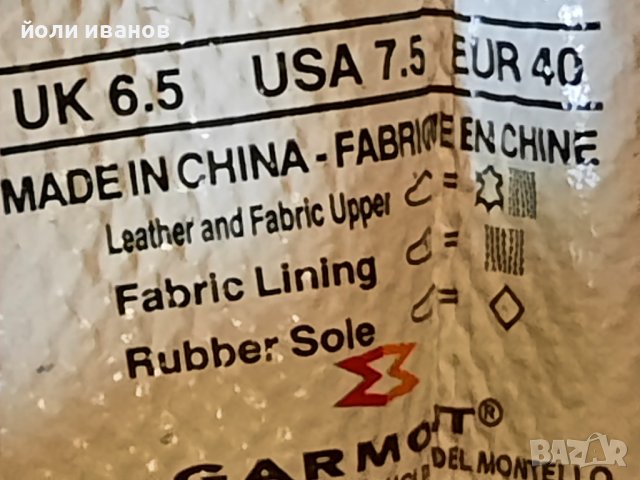 йоли иванов
UK 6.5 USA 7.5 EUR 40
MADE IN CHINA - FABRIQUE EN CHINE
Leather and Fabric Upper =
Fabric Lining =
Rubber Sole =
GARMONT®
DEL MONTELLO
BAZAR